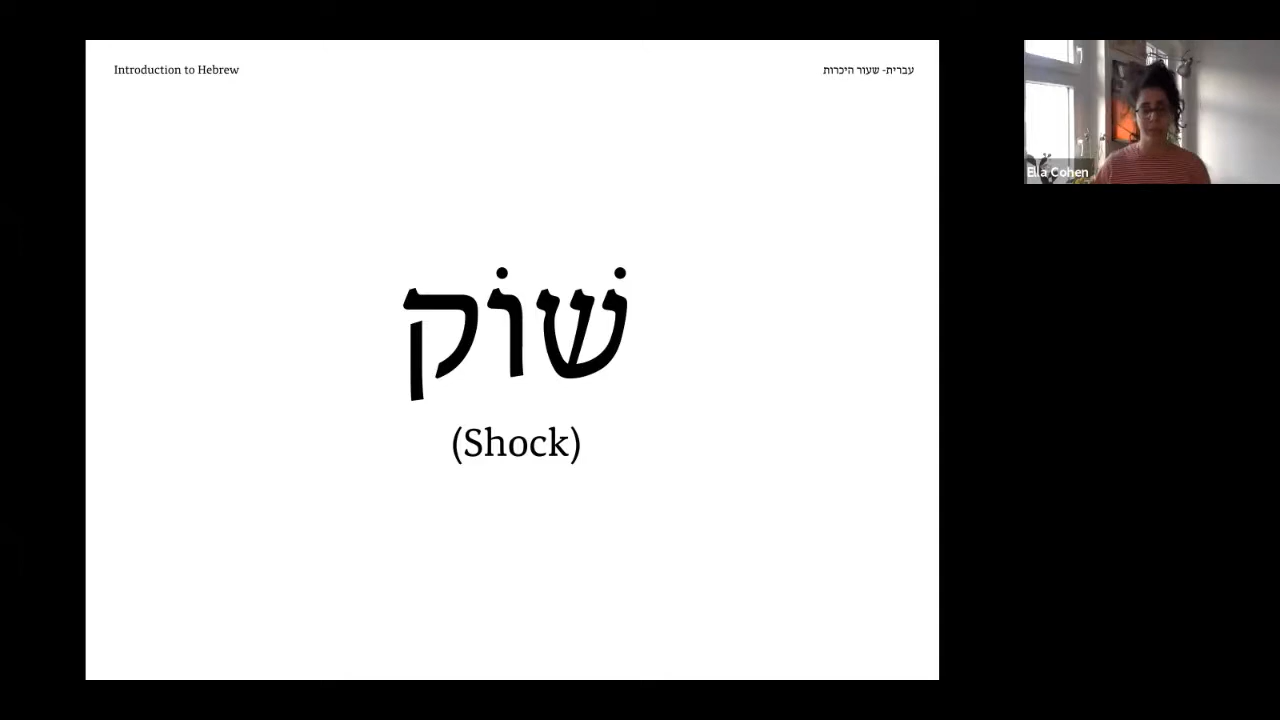 Introduction to Hebrew
עברית- שעור היכרות
שׁוֹק
(Shock)
Ella Cohen